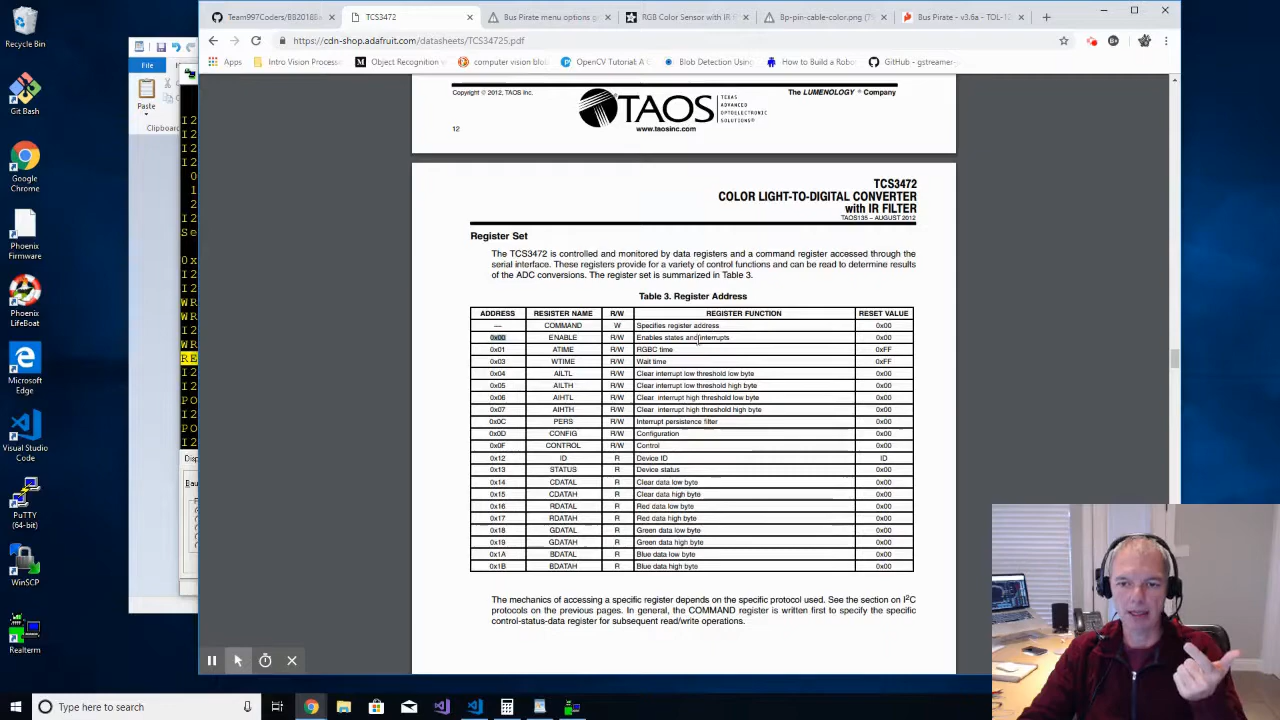 Recycle Bin
Git Bash
Google Chrome
Phoenix Firmware
Phoenix LifeBoat
Microsoft Edge
Visual Studio Code
PuTTY (64-bit)
WinSCP
Realterm
File
Paste
Clipboard
Team997Coders/BB2018Ba
TCS3472
Bus Pirate menu options g
RGB Color Sensor with IR F
Bp-pin-cable-color.png (7
Bus Pirate - v3.6a - TOL-12
https://cdn-shop.adafruit.com/datasheets/TCS34725.pdf
Apps
Intro Vision Process
Object Recognition
computer vision blo
OpenCV Tutorial: A
Blob Detection Using
How to Build a Robo
GitHub - gstreamer-
Copyright © 2012, TAOS Inc.
The LUMENOLOGY ® Company
TAOS
TEXAS ADVANCED OPTOELECTRONIC SOLUTIONS®
12
www.taosinc.com
TCS3472
COLOR LIGHT-TO-DIGITAL CONVERTER
with IR FILTER
TAOS135 – AUGUST 2012
Register Set
The TCS3472 is controlled and monitored by data registers and a command register accessed through the
serial interface. These registers provide for a variety of control functions and can be read to determine results
of the ADC conversions. The register set is summarized in Table 3.
Table 3. Register Address
ADDRESS RESISTER NAME R/W REGISTER FUNCTION RESET VALUE
— COMMAND W Specifies register address 0x00
0x00 ENABLE R/W Enables states and interrupts 0x00
0x01 ATIME R/W RGBC time 0xFF
0x03 WTIME R/W Wait time 0xFF
0x04 AILTL R/W Clear interrupt low threshold low byte 0x00
0x05 AILTH R/W Clear interrupt low threshold high byte 0x00
0x06 AIHTL R/W Clear interrupt high threshold low byte 0x00
0x07 AIHTH R/W Clear interrupt high threshold high byte 0x00
0x0C PERS R/W Interrupt persistence filter 0x00
0x0D CONFIG R/W Configuration 0x00
0x0F CONTROL R/W Control 0x00
0x12 ID R Device ID ID
0x13 STATUS R Device status 0x00
0x14 CDATAL R Clear data low byte 0x00
0x15 CDATAH R Clear data high byte 0x00
0x16 RDATAL R Red data low byte 0x00
0x17 RDATAH R Red data high byte 0x00
0x18 GDATAL R Green data low byte 0x00
0x19 GDATAH R Green data high byte 0x00
0x1A BDATAL R Blue data low byte 0x00
0x1B BDATAH R Blue data high byte 0x00
The mechanics of accessing a specific register depends on the specific protocol used. See the section on I²C
protocols on the previous pages. In general, the COMMAND register is written first to specify the specific
control-status-data register for subsequent read/write operations.
Type here to search